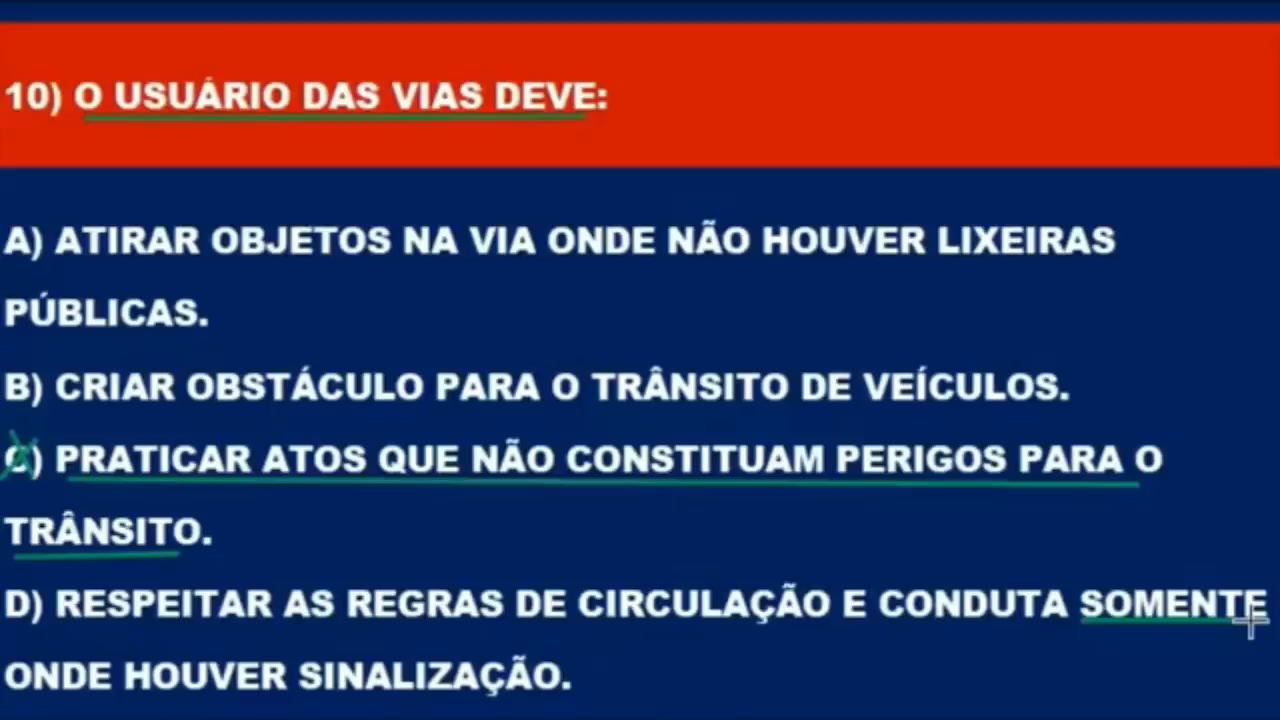 10) O USUÁRIO DAS VIAS DEVE:
A) ATIRAR OBJETOS NA VIA ONDE NÃO HOUVER LIXEIRAS
PÚBLICAS.
B) CRIAR OBSTÁCULO PARA O TRÂNSITO DE VEÍCULOS.
C) PRATICAR ATOS QUE NÃO CONSTITUAM PERIGOS PARA O
TRÂNSITO.
D) RESPEITAR AS REGRAS DE CIRCULAÇÃO E CONDUTA SOMENTE
ONDE HOUVER SINALIZAÇÃO.